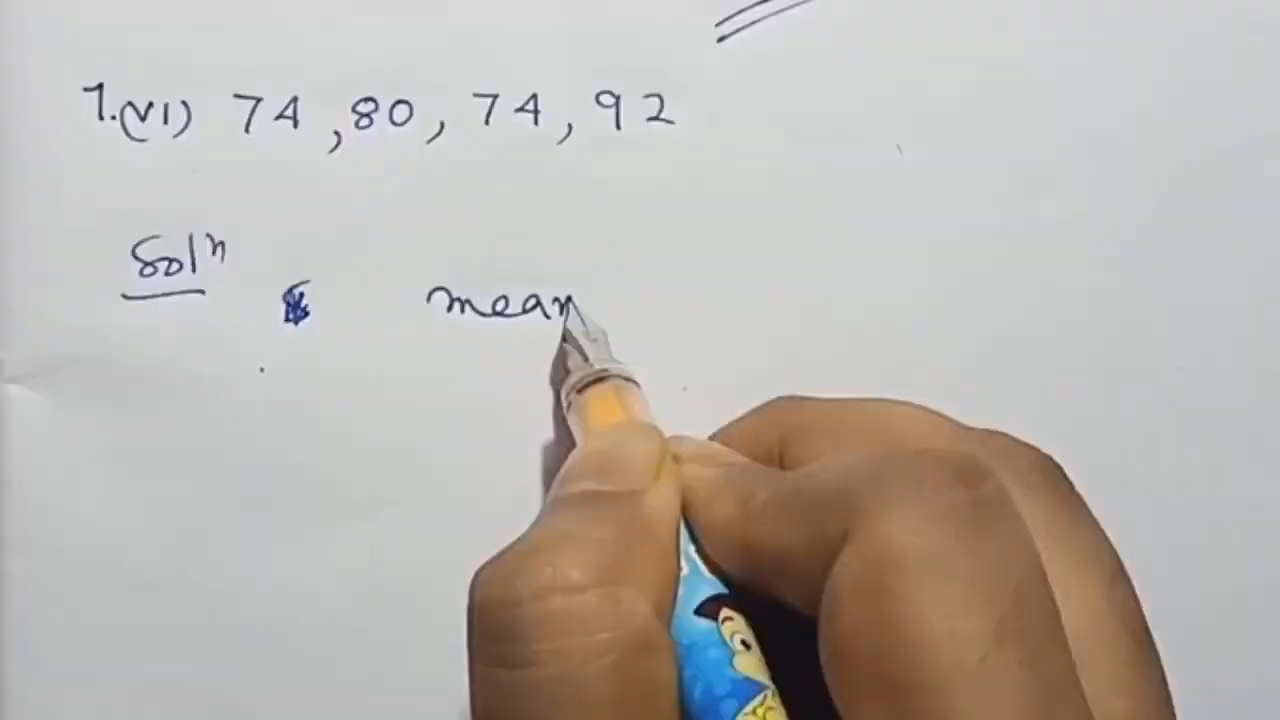 7.(VI) 74, 80, 74, 92
Solⁿ
mean